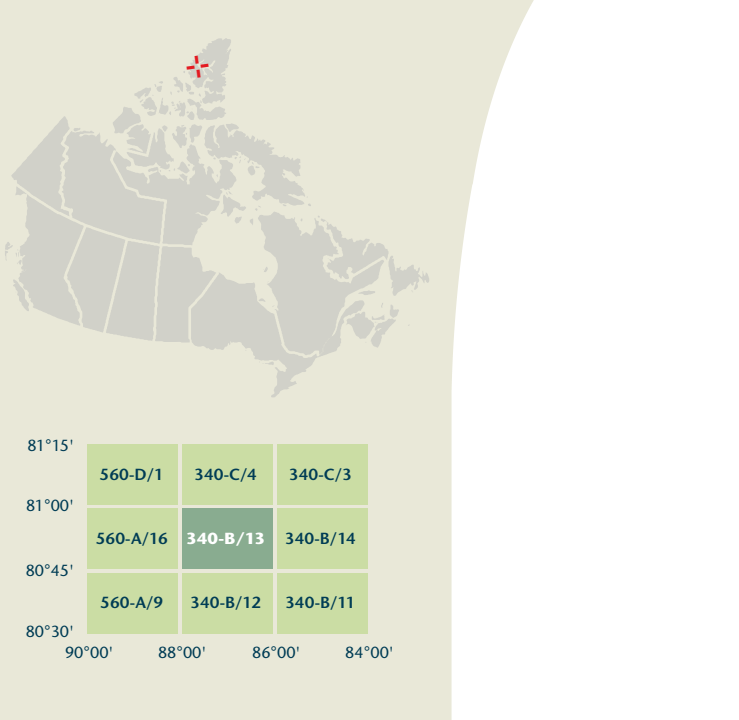 81°15'
560-D/1 340-C/4 340-C/3
81°00'
560-A/16 340-B/13 340-B/14
80°45'
560-A/9 340-B/12 340-B/11
80°30'
90°00' 88°00' 86°00' 84°00'